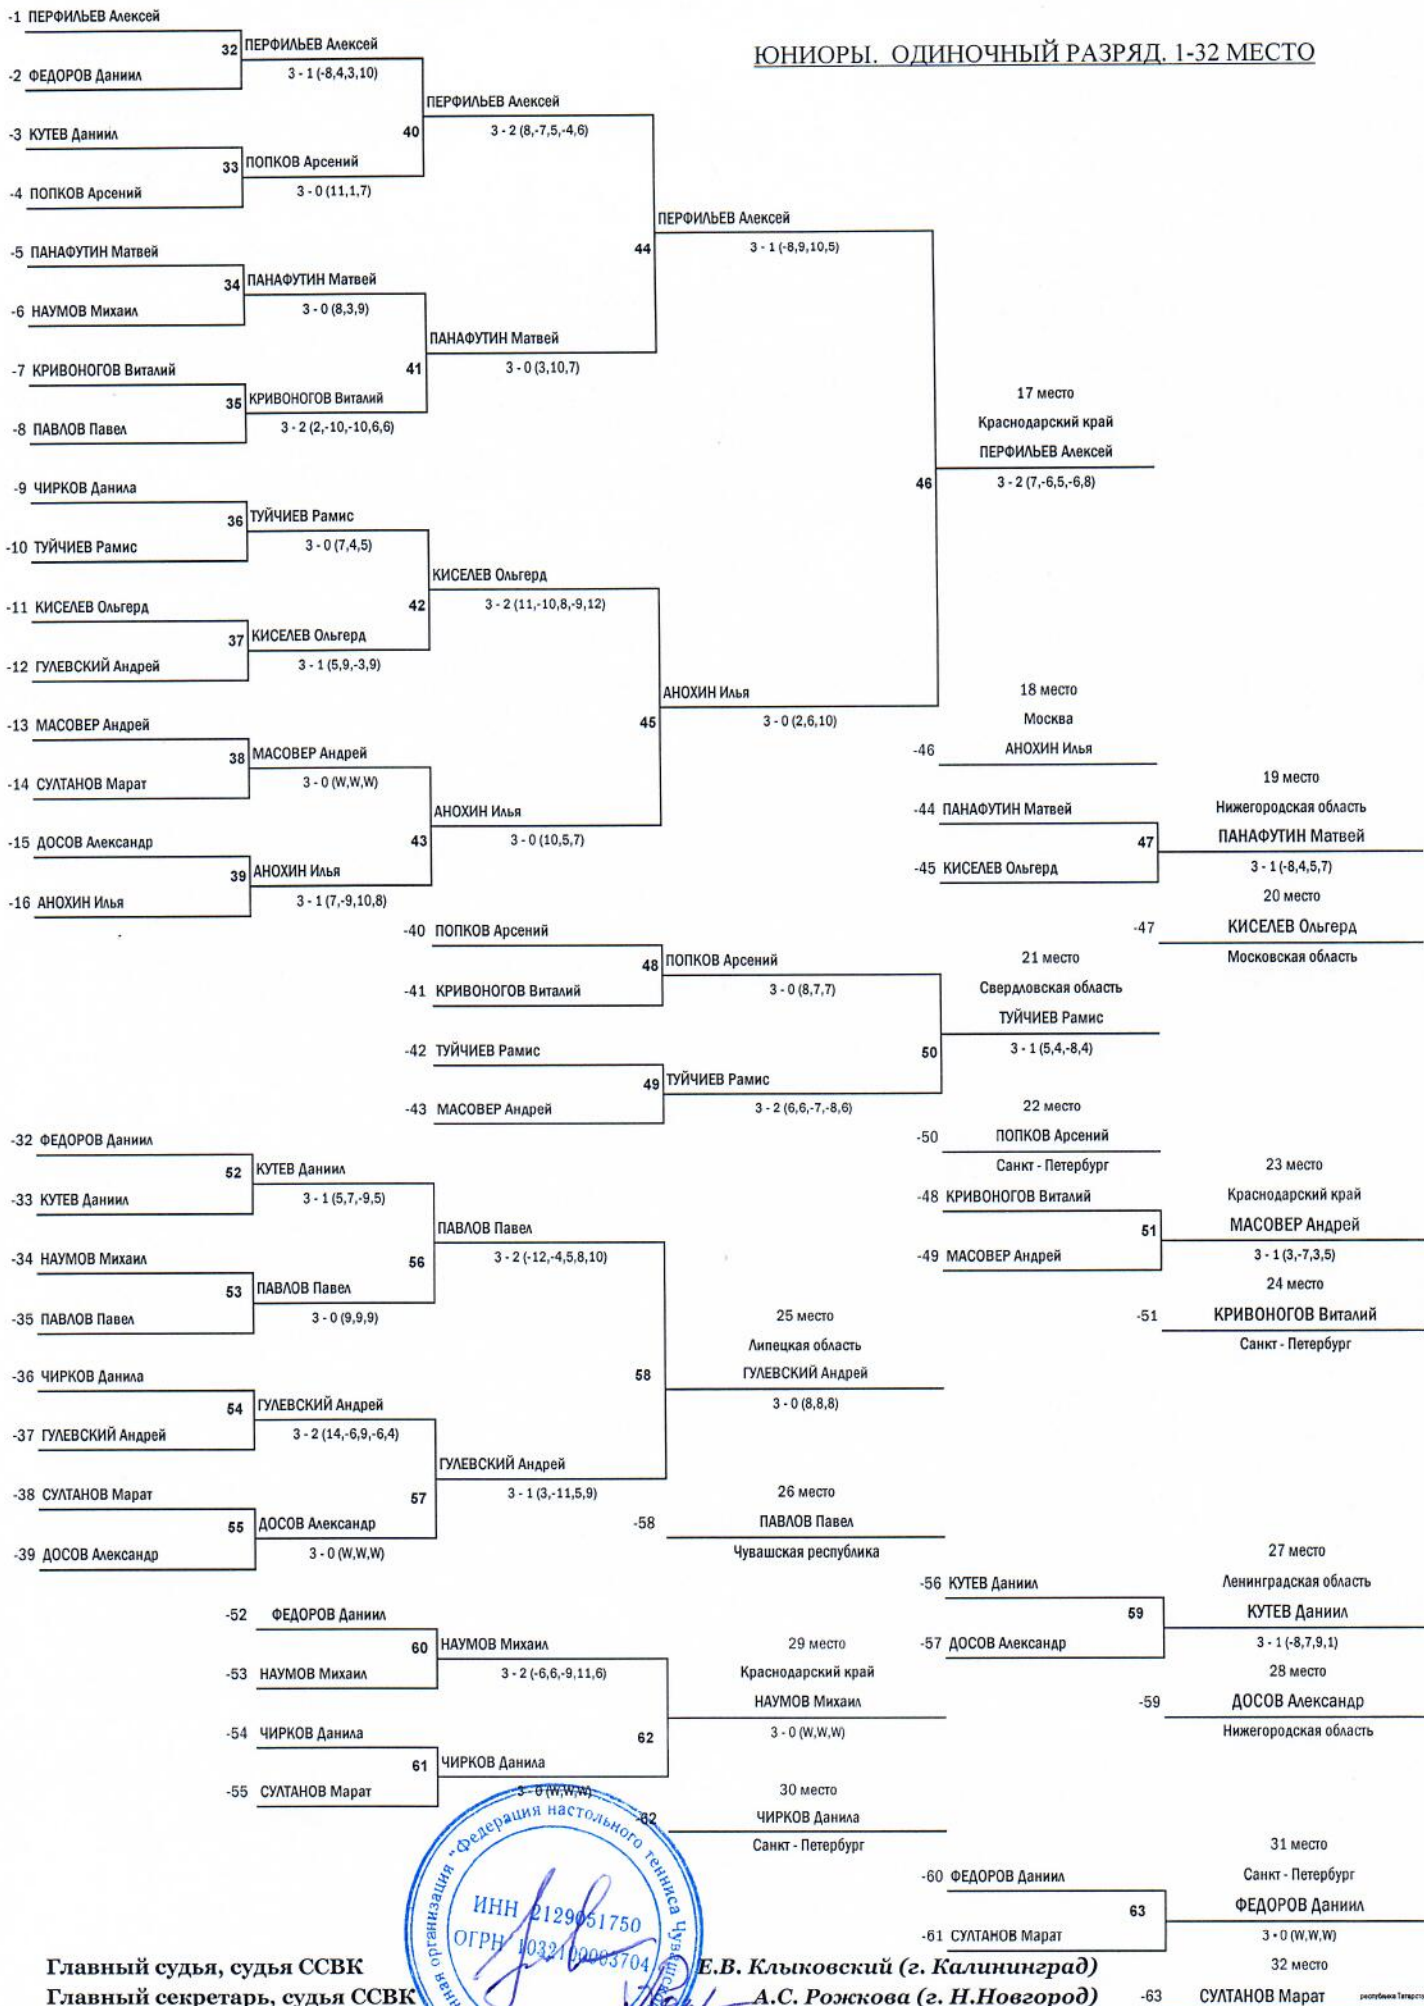 ЮНИОРЫ. ОДИНОЧНЫЙ РАЗРЯД. 1-32 МЕСТО
-1 ПЕРФИЛЬЕВ Алексей
32 ПЕРФИЛЬЕВ Алексей
-2 ФЕДОРОВ Даниил
3 - 1 (-8,4,3,10)
ПЕРФИЛЬЕВ Алексей
40
3 - 2 (8,-7,5,-4,6)
-3 КУТЕВ Даниил
33 ПОПКОВ Арсений
-4 ПОПКОВ Арсений
3 - 0 (11,1,7)
ПЕРФИЛЬЕВ Алексей
44
3 - 1 (-8,9,10,5)
-5 ПАНАФУТИН Матвей
34 ПАНАФУТИН Матвей
-6 НАУМОВ Михаил
3 - 0 (8,3,9)
ПАНАФУТИН Матвей
41
3 - 0 (3,10,7)
-7 КРИВОНОГОВ Виталий
35 КРИВОНОГОВ Виталий
-8 ПАВЛОВ Павел
3 - 2 (2,-10,-10,6,6)
17 место
Краснодарский край
ПЕРФИЛЬЕВ Алексей
46
3 - 2 (7,-6,5,-6,8)
-9 ЧИРКОВ Данила
36 ТУЙЧИЕВ Рамис
-10 ТУЙЧИЕВ Рамис
3 - 0 (7,4,5)
КИСЕЛЕВ Ольгерд
42
3 - 2 (11,-10,8,-9,12)
-11 КИСЕЛЕВ Ольгерд
37 КИСЕЛЕВ Ольгерд
-12 ГУЛЕВСКИЙ Андрей
3 - 1 (5,9,-3,9)
АНОХИН Илья
45
3 - 0 (2,6,10)
-13 МАСОВЕР Андрей
38 МАСОВЕР Андрей
-14 СУЛТАНОВ Марат
3 - 0 (W,W,W)
АНОХИН Илья
43
3 - 0 (10,5,7)
-15 ДОСОВ Александр
39 АНОХИН Илья
-16 АНОХИН Илья
3 - 1 (7,-9,10,8)
18 место
Москва
-46 АНОХИН Илья
19 место
Нижегородская область
-44 ПАНАФУТИН Матвей
47 ПАНАФУТИН Матвей
-45 КИСЕЛЕВ Ольгерд
3 - 1 (-8,4,5,7)
20 место
-47 КИСЕЛЕВ Ольгерд
Московская область
-40 ПОПКОВ Арсений
48 ПОПКОВ Арсений
-41 КРИВОНОГОВ Виталий
3 - 0 (8,7,7)
21 место
Свердловская область
ТУЙЧИЕВ Рамис
50
3 - 1 (5,4,-8,4)
-42 ТУЙЧИЕВ Рамис
49 ТУЙЧИЕВ Рамис
-43 МАСОВЕР Андрей
3 - 2 (6,6,-7,-8,6)
22 место
-50 ПОПКОВ Арсений
Санкт - Петербург
23 место
Краснодарский край
-48 КРИВОНОГОВ Виталий
51 МАСОВЕР Андрей
-49 МАСОВЕР Андрей
3 - 1 (3,-7,3,5)
24 место
-51 КРИВОНОГОВ Виталий
Санкт - Петербург
-32 ФЕДОРОВ Даниил
52 КУТЕВ Даниил
-33 КУТЕВ Даниил
3 - 1 (5,7,-9,5)
ПАВЛОВ Павел
56
3 - 2 (-12,-4,5,8,10)
-34 НАУМОВ Михаил
53 ПАВЛОВ Павел
-35 ПАВЛОВ Павел
3 - 0 (9,9,9)
25 место
Липецкая область
58 ГУЛЕВСКИЙ Андрей
3 - 0 (8,8,8)
-36 ЧИРКОВ Данила
54 ГУЛЕВСКИЙ Андрей
-37 ГУЛЕВСКИЙ Андрей
3 - 2 (14,-6,9,-6,4)
ГУЛЕВСКИЙ Андрей
57
3 - 1 (3,-11,5,9)
-38 СУЛТАНОВ Марат
55 ДОСОВ Александр
-39 ДОСОВ Александр
3 - 0 (W,W,W)
26 место
-58 ПАВЛОВ Павел
Чувашская республика
27 место
Ленинградская область
-56 КУТЕВ Даниил
59 КУТЕВ Даниил
-57 ДОСОВ Александр
3 - 1 (-8,7,9,1)
28 место
-59 ДОСОВ Александр
Нижегородская область
-52 ФЕДОРОВ Даниил
60 НАУМОВ Михаил
-53 НАУМОВ Михаил
3 - 2 (-6,6,-9,11,6)
29 место
Краснодарский край
НАУМОВ Михаил
62
3 - 0 (W,W,W)
-54 ЧИРКОВ Данила
61 ЧИРКОВ Данила
-55 СУЛТАНОВ Марат
3 - 0 (W,W,W)
30 место
-62 ЧИРКОВ Данила
Санкт - Петербург
31 место
Санкт - Петербург
-60 ФЕДОРОВ Даниил
63 ФЕДОРОВ Даниил
-61 СУЛТАНОВ Марат
3 - 0 (W,W,W)
32 место
-63 СУЛТАНОВ Марат
организация "Федерация настольного тенниса
ИНН 2129051750
ОГРН 1032100003704
Главный судья, судья ССВК Е.В. Клыковский (г. Калининград)
Главный секретарь, судья ССВК А.С. Рожкова (г. Н.Новгород)